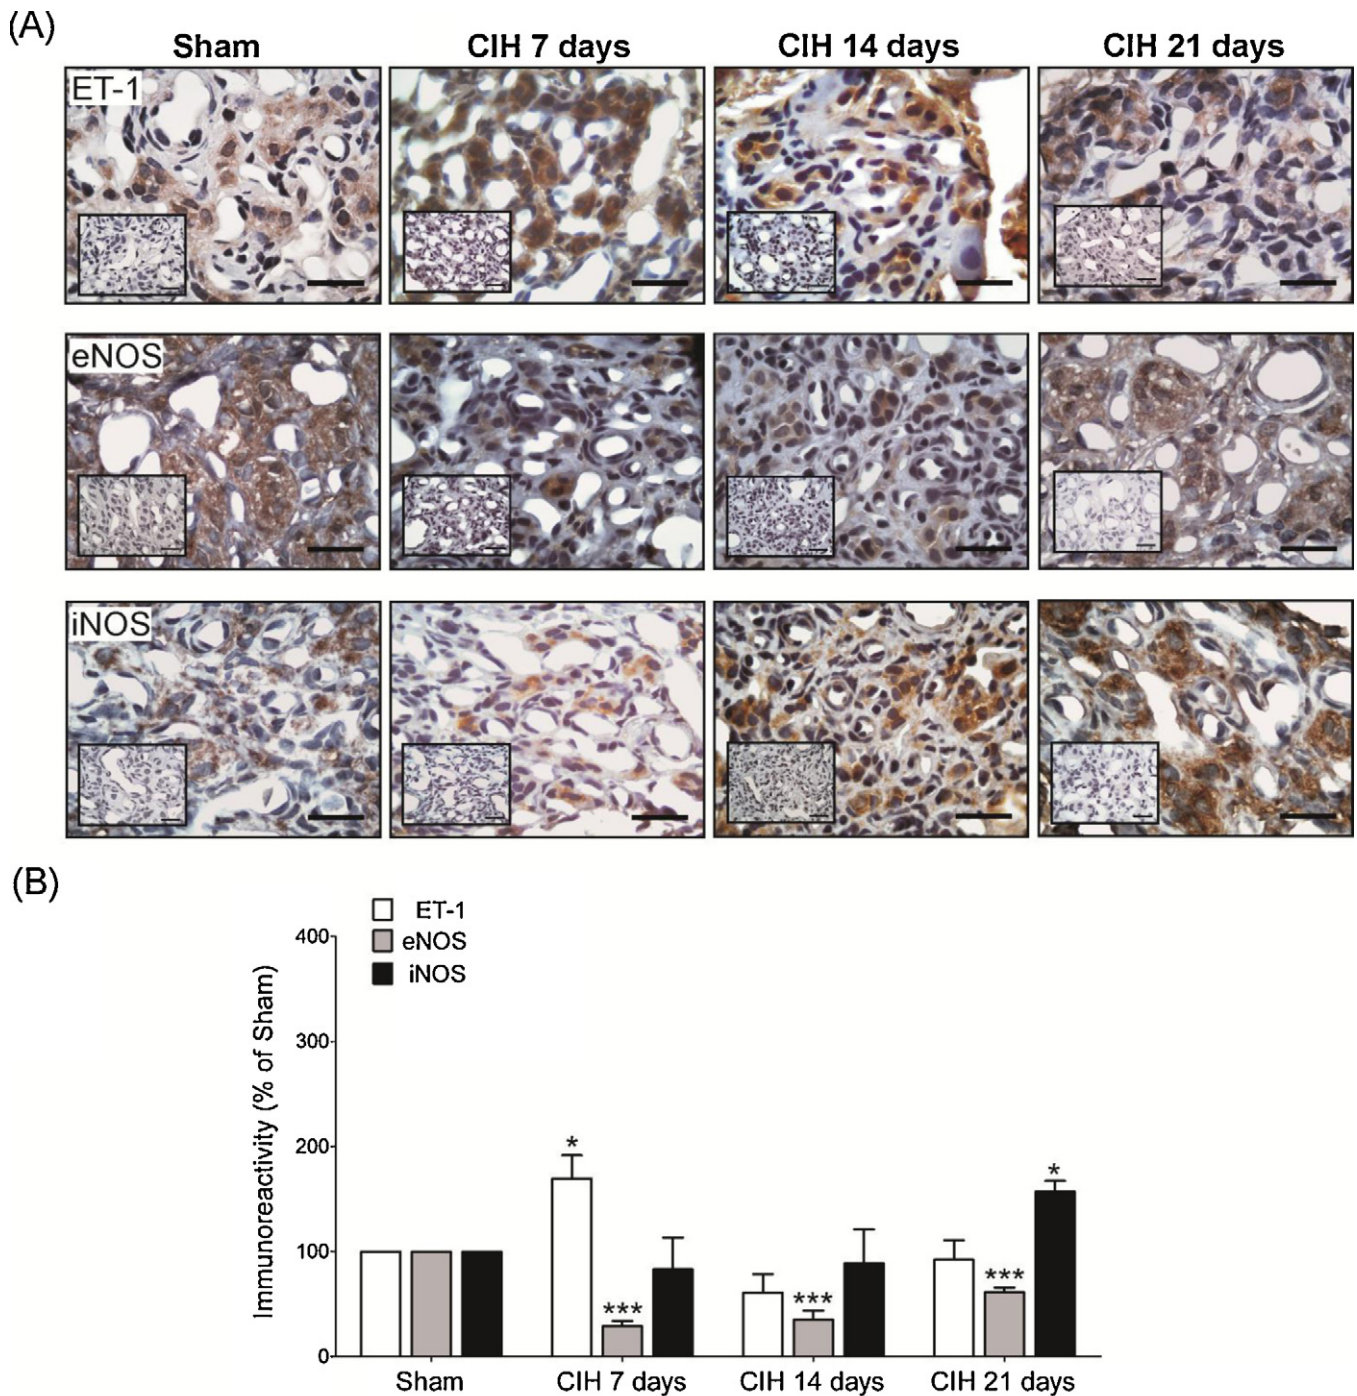 (A)
Sham CIH 7 days CIH 14 days CIH 21 days
ET-1
eNOS
iNOS
(B)
ET-1
eNOS
iNOS
Immunoreactivity (% of Sham)
400
300
200
100
0
* *** *** *** *
Sham CIH 7 days CIH 14 days CIH 21 days